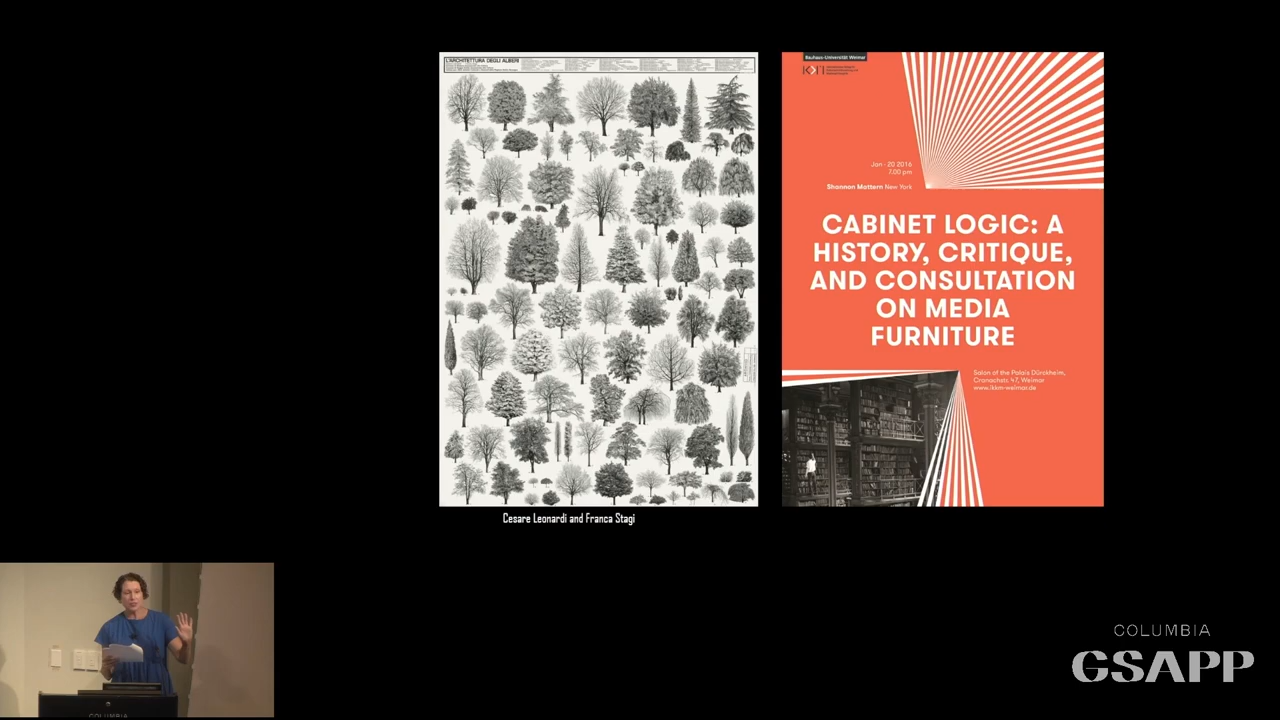 L'ARCHITETTURA DEGLI ALBERI
Cesare Leonardi and Franca Stagi
Bauhaus-Universität Weimar
Jan · 20 2016
7.00 pm
Shannon Mattern New York
CABINET LOGIC: A
HISTORY, CRITIQUE,
AND CONSULTATION
ON MEDIA
FURNITURE
Salon of the Palais Dürckheim,
Cranachstr. 47, Weimar
www.ikkm-weimar.de
COLUMBIA
COLUMBIA
GSAPP